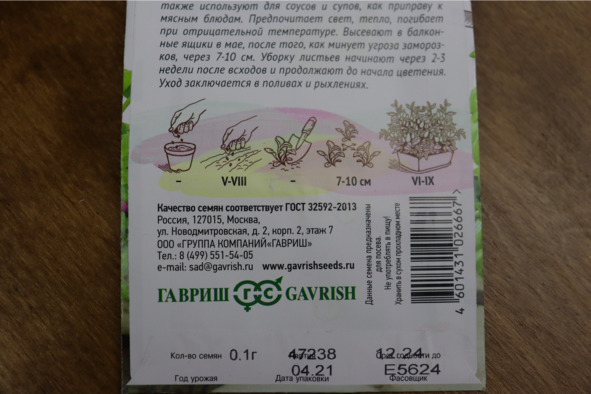 также используют для соусов и супов, как приправу к
мясным блюдам. Предпочитает свет, тепло, погибает
при отрицательной температуре. Высевают в балкон-
ные ящики в мае, после того, как минует угроза замороз-
ков, через 7-10 см. Уборку листьев начинают через 2-3
недели после всходов и продолжают до начала цветения.
Уход заключается в поливах и рыхлениях.
– V-VIII – 7-10 см VI-IX
Качество семян соответствует ГОСТ 32592-2013
Россия, 127015, Москва,
ул. Новодмитровская, д. 2, корп. 2, этаж 7
ООО «ГРУППА КОМПАНИЙ«ГАВРИШ»
Тел.: 8 (499) 551-54-05
e-mail: sad@gavrish.ru www.gavrishseeds.ru
Данные семена предназначены
для посева.
Не употреблять в пищу!
Хранить в сухом прохладном месте
4 601431 026667 >
ГАВРИШ Г·С GAVRISH
Кол-во семян 0.1г 47238 12.24
Срок годности до
04.21 E5624
Год урожая Дата упаковки Фасовщик